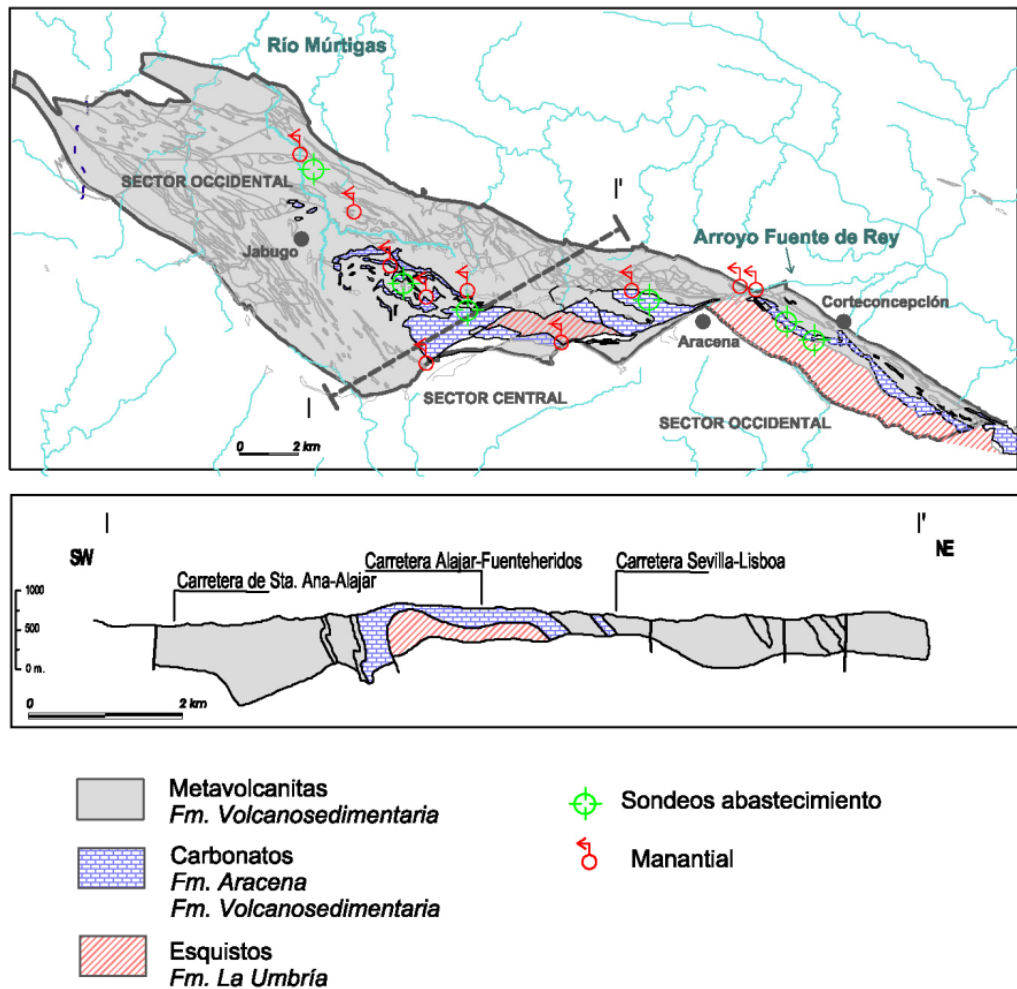 Río Múrtigas
SECTOR OCCIDENTAL
I'
Arroyo Fuente de Rey
Jabugo
Corteconcepción
Aracena
I
SECTOR CENTRAL
SECTOR OCCIDENTAL
0 2 km
I I'
SW NE
Carretera de Sta. Ana-Alajar
Carretera Alajar-Fuenteheridos
Carretera Sevilla-Lisboa
1000
500
0 m.
0 2 km
Metavolcanitas
Fm. Volcanosedimentaria
Carbonatos
Fm. Aracena
Fm. Volcanosedimentaria
Esquistos
Fm. La Umbría
Sondeos abastecimiento
Manantial